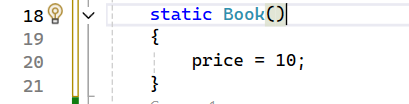 18 static Book()
19 {
20 price = 10;
21 }